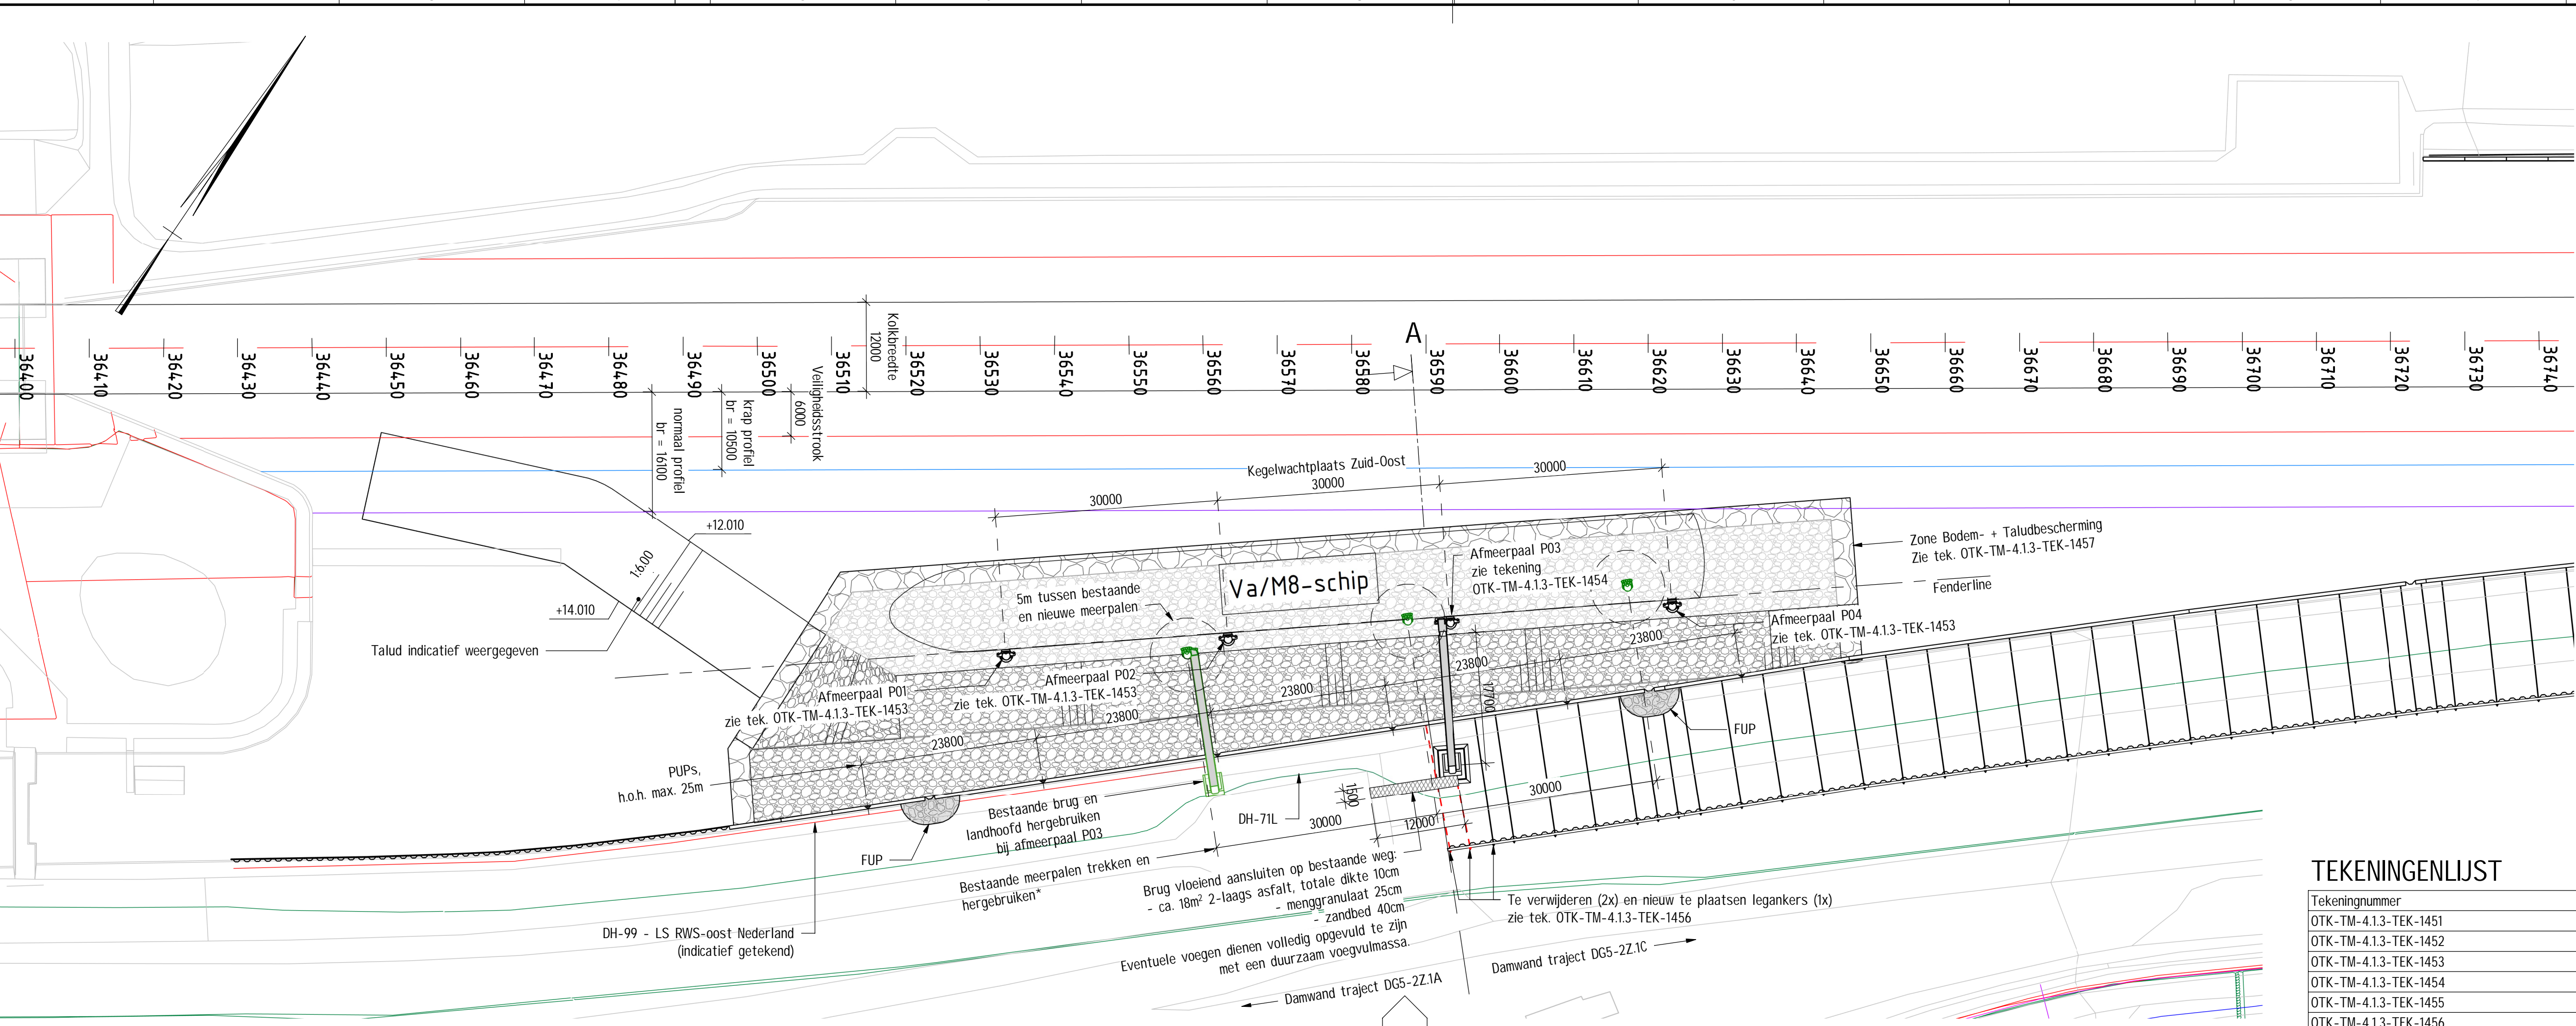 36400
36410
36420
36430
36440
36450
36460
36470
36480
36490
36500
36510
36520
36530
36540
36550
36560
36570
36580
36590
36600
36610
36620
36630
36640
36650
36660
36670
36680
36690
36700
36710
36720
36730
36740
Kolkbreedte
12000
Veiligheidsstrook
6000
krap profiel
br = 10500
normaal profiel
br = 16100
A
Kegelwachtplaats Zuid-Oost
30000
30000
30000
+12.010
1:6.00
+14.010
Talud indicatief weergegeven
5m tussen bestaande
en nieuwe meerpalen
Va/M8-schip
Afmeerpaal P03
zie tekening
OTK-TM-4.1.3-TEK-1454
Zone Bodem- + Taludbescherming
Zie tek. OTK-TM-4.1.3-TEK-1457
Fenderline
Afmeerpaal P04
zie tek. OTK-TM-4.1.3-TEK-1453
Afmeerpaal P01
zie tek. OTK-TM-4.1.3-TEK-1453
Afmeerpaal P02
zie tek. OTK-TM-4.1.3-TEK-1453
23800
23800
23800
23800
23800
17700
PUPs,
h.o.h. max. 25m
FUP
FUP
Bestaande brug en
landhoofd hergebruiken
bij afmeerpaal P03
DH-71L
1500
30000
12000
30000
Bestaande meerpalen trekken en
hergebruiken*
Brug vloeiend aansluiten op bestaande weg:
- ca. 18m² 2-laags asfalt, totale dikte 10cm
- menggranulaat 25cm
- zandbed 40cm
Eventuele voegen dienen volledig opgevuld te zijn
met een duurzaam voegvulmassa.
Te verwijderen (2x) en nieuw te plaatsen legankers (1x)
zie tek. OTK-TM-4.1.3-TEK-1456
DH-99 - LS RWS-oost Nederland
(indicatief getekend)
Damwand traject DG5-2Z.1C
Damwand traject DG5-2Z.1A
TEKENINGENLIJST
Tekeningnummer
OTK-TM-4.1.3-TEK-1451
OTK-TM-4.1.3-TEK-1452
OTK-TM-4.1.3-TEK-1453
OTK-TM-4.1.3-TEK-1454
OTK-TM-4.1.3-TEK-1455
OTK-TM-4.1.3-TEK-1456